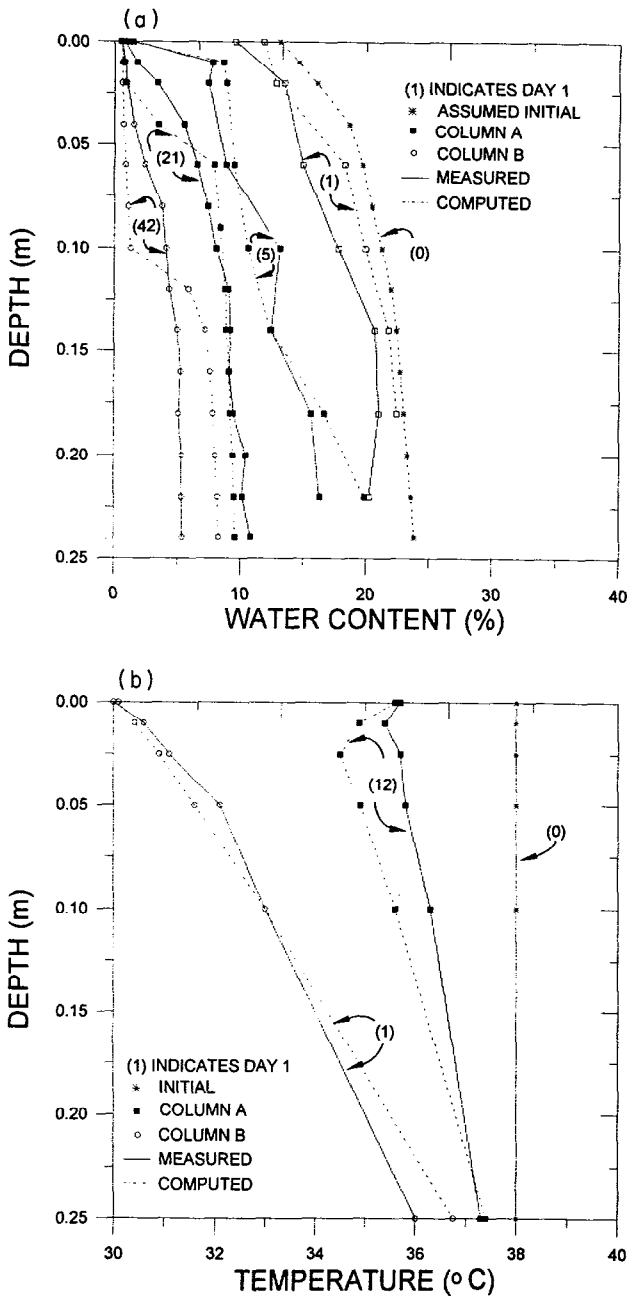 (a)
0.00
0.05
0.10
0.15
0.20
0.25
DEPTH (m)
(1) INDICATES DAY 1
ASSUMED INITIAL
COLUMN A
COLUMN B
MEASURED
COMPUTED
(21)
(42)
(5)
(1)
(0)
0
10
20
30
40
WATER CONTENT (%)
(b)
0.00
0.05
0.10
0.15
0.20
0.25
DEPTH (m)
(12)
(0)
(1)
(1) INDICATES DAY 1
INITIAL
COLUMN A
COLUMN B
MEASURED
COMPUTED
30
32
34
36
38
40
TEMPERATURE (° C)